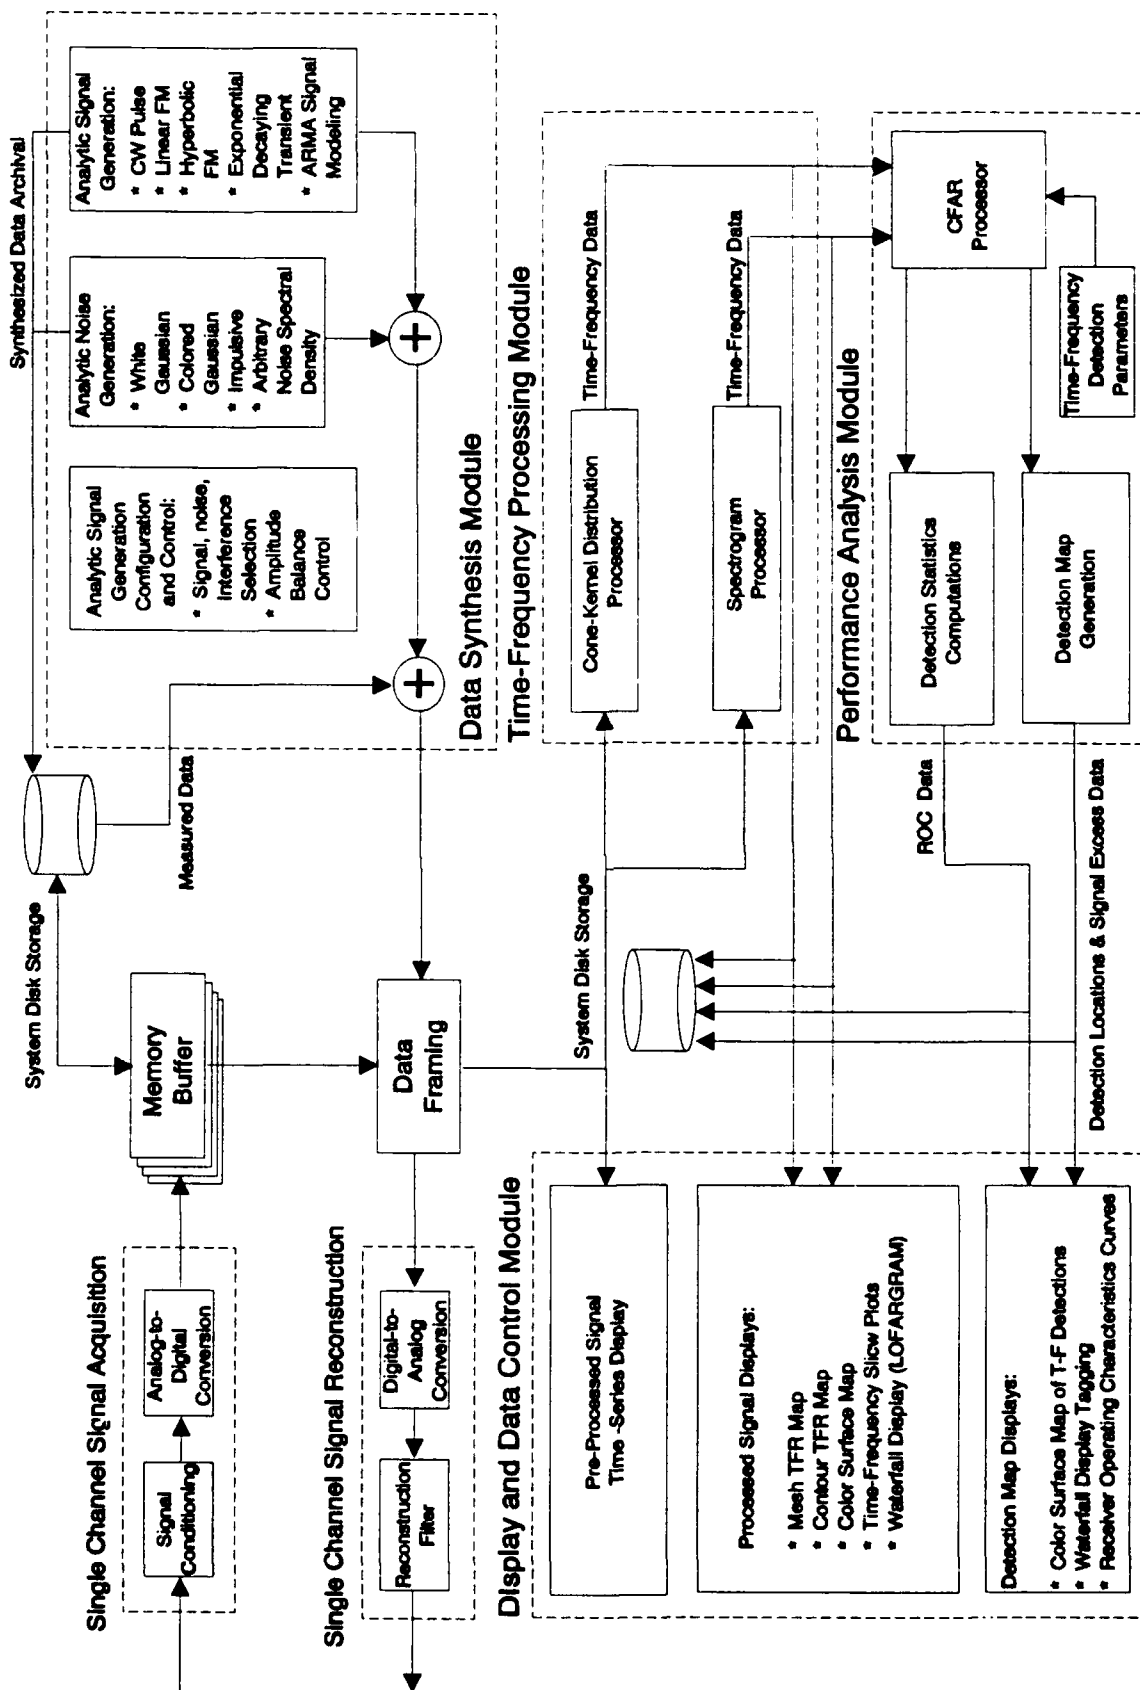 Single Channel Signal Acquisition
Signal
Conditioning
Analog-to-
Digital
Conversion
Memory
Buffer
System Disk Storage
Measured Data
Synthesized Data Archival
Analytic Signal
Generation
Configuration
and Control:
* Signal, noise,
Interference
Selection
* Amplitude
Balance
Control
Analytic Noise
Generation:
* White
Gaussian
* Colored
Gaussian
* Impulsive
* Arbitrary
Noise Spectral
Density
Analytic Signal
Generation:
* CW Pulse
* Linear FM
* Hyperbolic
FM
* Exponential
Decaying
Transient
* ARMA Signal
Modeling
+
+
Data Synthesis Module
Single Channel Signal Reconstruction
Reconstruction
Filter
Digital-to-
Analog
Conversion
Data
Framing
Time-Frequency Processing Module
Cone-Kernel Distribution
Processor
Time-Frequency Data
Spectrogram
Processor
Time-Frequency Data
System Disk Storage
Display and Data Control Module
Pre-Processed Signal
Time -Series Display
Processed Signal Displays:
* Mesh TFR Map
* Contour TFR Map
* Color Surface Map
* Time-Frequency Slicw Plots
* Waterfall Display (LOFARGRAM)
Detection Map Displays:
* Color Surface Map of T-F Detections
* Waterfall Display Tagging
* Receiver Operating Characteristics Curves
Performance Analysis Module
ROC Data
Detection Locations & Signal Excess Data
Detection Statistics
Computations
Detection Map
Generation
CFAR
Processor
Time-Frequency
Detection
Parameters